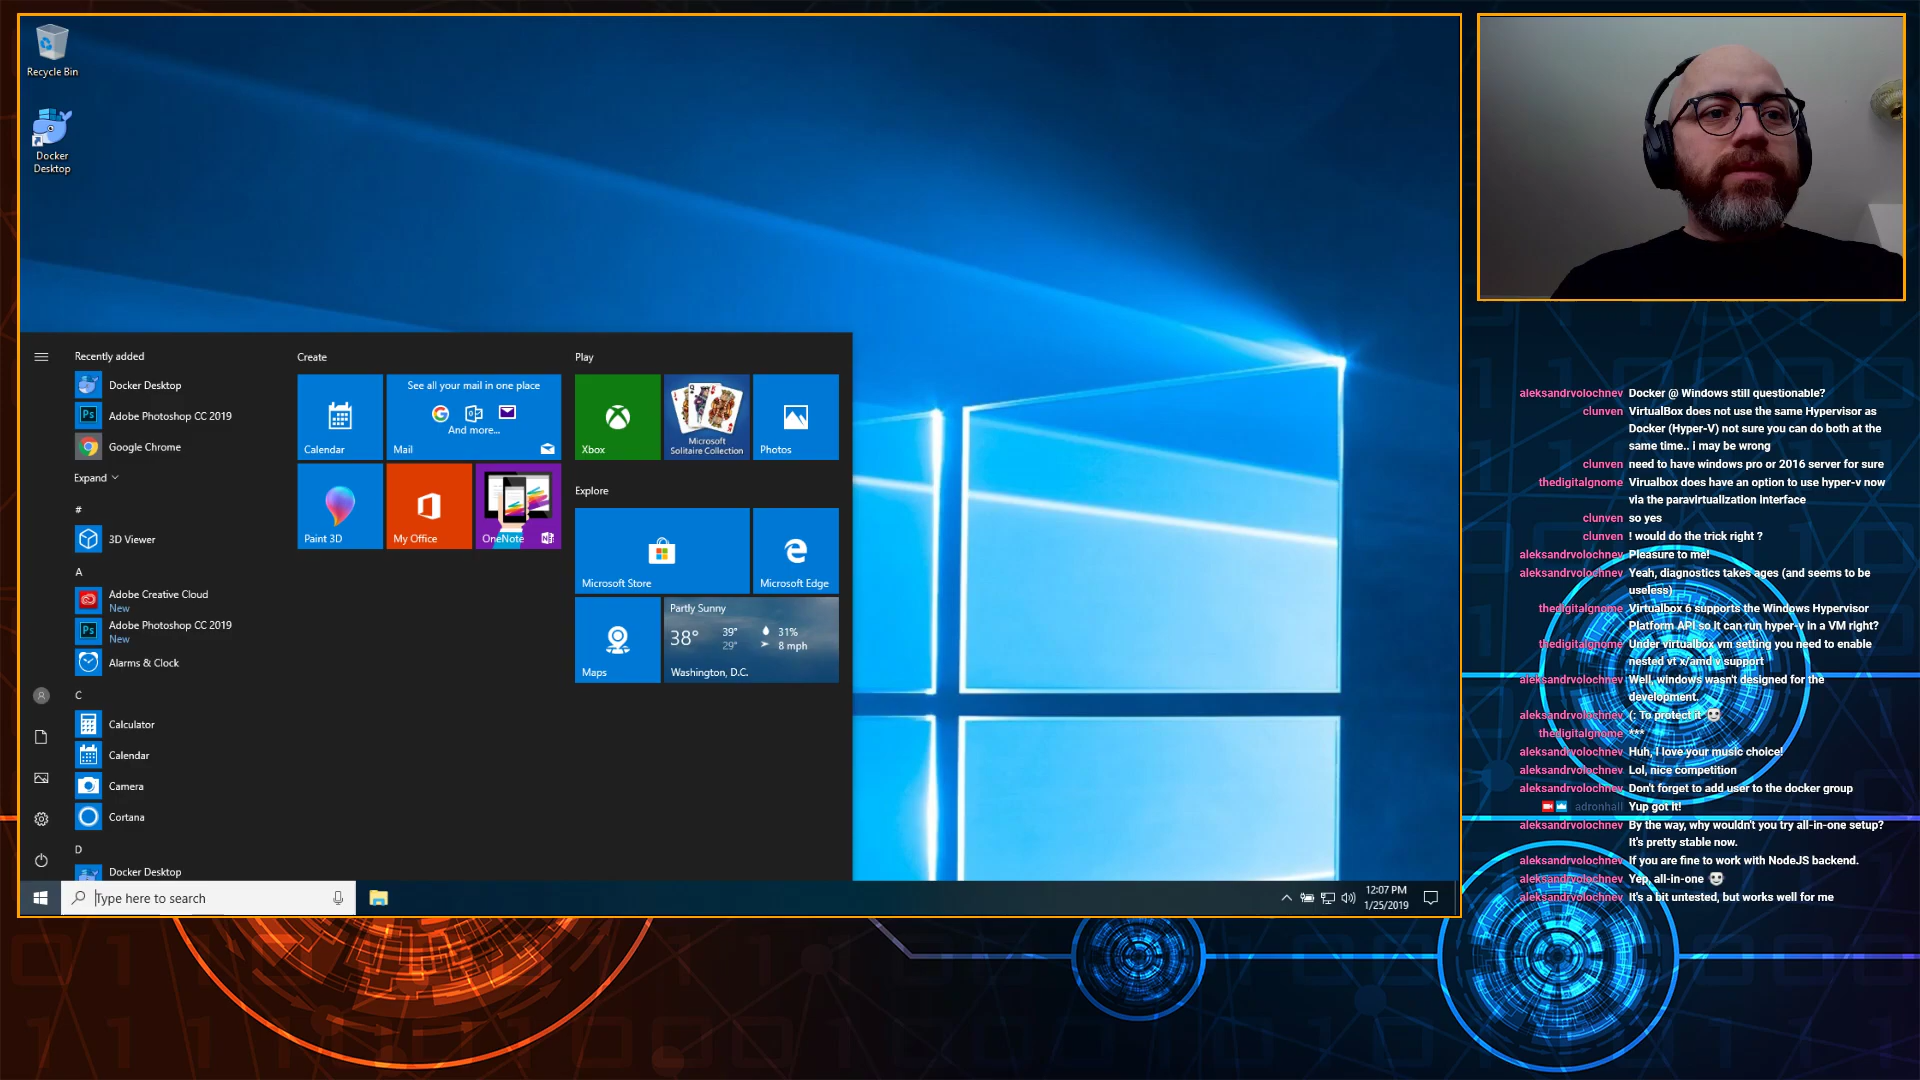 Recycle Bin
Docker
Desktop
Recently added
Docker Desktop
Adobe Photoshop CC 2019
Google Chrome
Expand
#
3D Viewer
A
Adobe Creative Cloud
New
Adobe Photoshop CC 2019
New
Alarms & Clock
C
Calculator
Calendar
Camera
Cortana
D
Docker Desktop
Create
Calendar
See all your mail in one place
And more...
Mail
Paint 3D
My Office
OneNote
Play
Xbox
Microsoft
Solitaire Collection
Photos
Explore
Microsoft Store
Microsoft Edge
Maps
Partly Sunny
38° 39° 29° 31% 8 mph
Washington, D.C.
Type here to search
12:07 PM
1/25/2019
aleksandrvolochnev Docker @ Windows still questionable?
clunven VirtualBox does not use the same Hypervisor as
Docker (Hyper-V) not sure you can do both at the
same time.. i may be wrong
clunven need to have windows pro or 2016 server for sure
thedigitalgnome Virualbox does have an option to use hyper-v now
via the paravirtualization interface
clunven so yes
clunven ! would do the trick right ?
aleksandrvolochnev Pleasure to me!
aleksandrvolochnev Yeah, diagnostics takes ages (and seems to be
useless)
thedigitalgnome Virtualbox 6 supports the Windows Hypervisor
Platform API so it can run hyper-v in a VM right?
thedigitalgnome Under virtualbox vm setting you need to enable
nested vt x/amd v support
aleksandrvolochnev Well, windows wasn't designed for the
development.
aleksandrvolochnev (: To protect it
thedigitalgnome ***
aleksandrvolochnev Huh, I love your music choice!
aleksandrvolochnev Lol, nice competition
aleksandrvolochnev Don't forget to add user to the docker group
adronhall Yup got it!
aleksandrvolochnev By the way, why wouldn't you try all-in-one setup?
It's pretty stable now.
aleksandrvolochnev If you are fine to work with NodeJS backend.
aleksandrvolochnev Yep, all-in-one
aleksandrvolochnev It's a bit untested, but works well for me